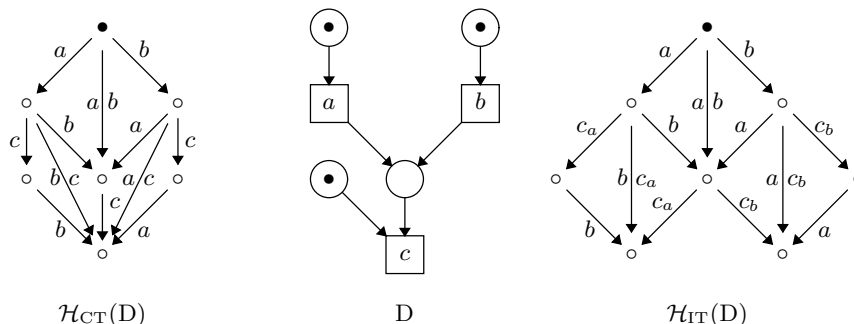 a b a b
a b a b a b
c b a c c_a b a c_b
b c a c b c_a a c_b
b c a c b c_a c_b a
H_CT(D) D H_IT(D)